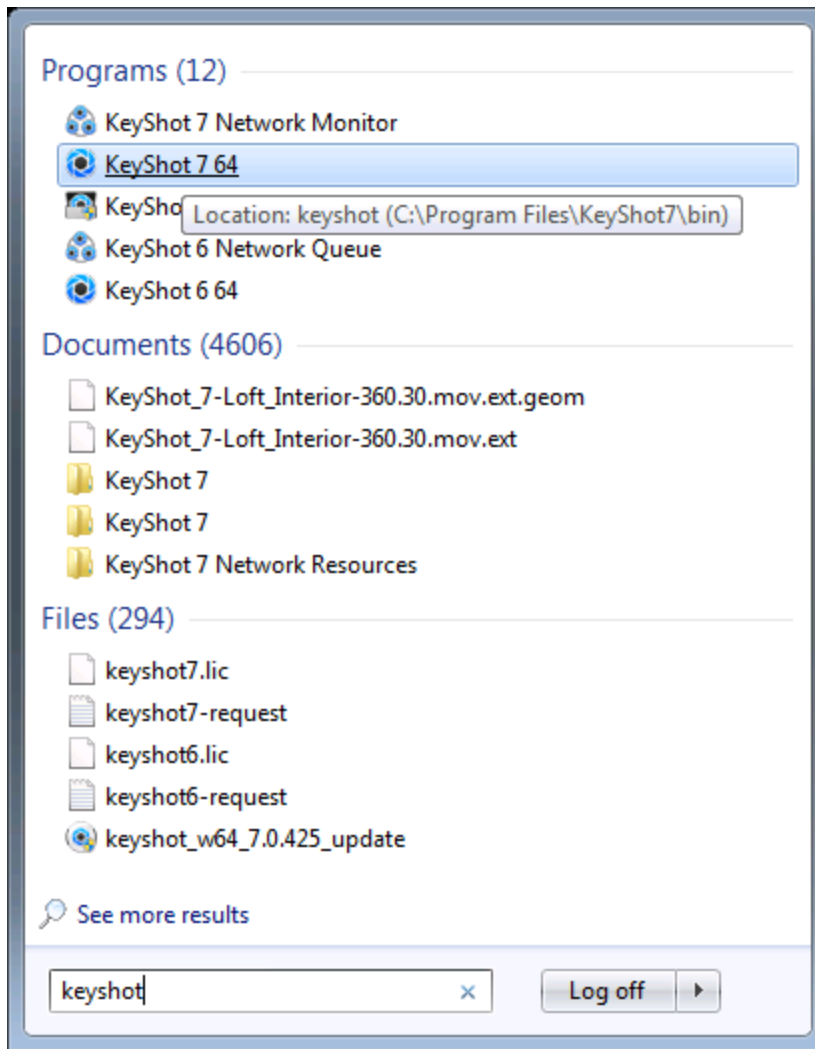 Programs (12)
KeyShot 7 Network Monitor
KeyShot 7 64
KeySho
Location: keyshot (C:\Program Files\KeyShot7\bin)
KeyShot 6 Network Queue
KeyShot 6 64
Documents (4606)
KeyShot_7-Loft_Interior-360.30.mov.ext.geom
KeyShot_7-Loft_Interior-360.30.mov.ext
KeyShot 7
KeyShot 7
KeyShot 7 Network Resources
Files (294)
keyshot7.lic
keyshot7-request
keyshot6.lic
keyshot6-request
keyshot_w64_7.0.425_update
See more results
keyshot
Log off